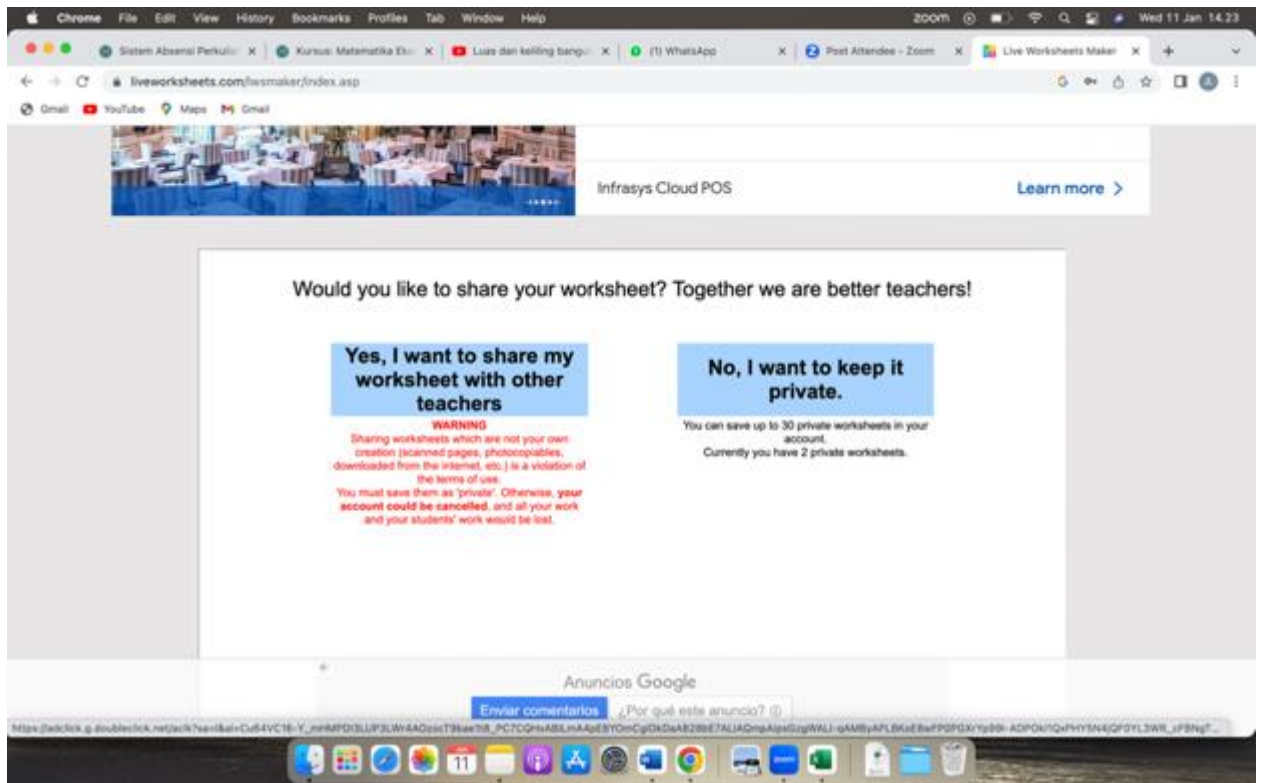 Chrome File Edit View History Bookmarks Profiles Tab Window Help zoom Wed 11 Jan 14.23
Sistem Absensi Perkuli Kursus: Matematika Luas dan keliling bangu (1) WhatsApp Post Attendee - Zoom Live Worksheets Maker
liveworksheets.com/lwsmaker/index.asp
Gmail YouTube Maps Gmail
Infrasys Cloud POS Learn more
Would you like to share your worksheet? Together we are better teachers!
Yes, I want to share my
worksheet with other
teachers
WARNING
Sharing worksheets which are not your own
creation (scanned pages, photocopiables,
downloaded from the internet, etc.) is a violation of
the terms of use.
You must save them as 'private'. Otherwise, your
account could be cancelled, and all your work
and your students' work would be lost.
No, I want to keep it
private.
You can save up to 30 private worksheets in your
account.
Currently you have 2 private worksheets.
Anuncios Google
Enviar comentarios ¿Por qué este anuncio?
11
zoom